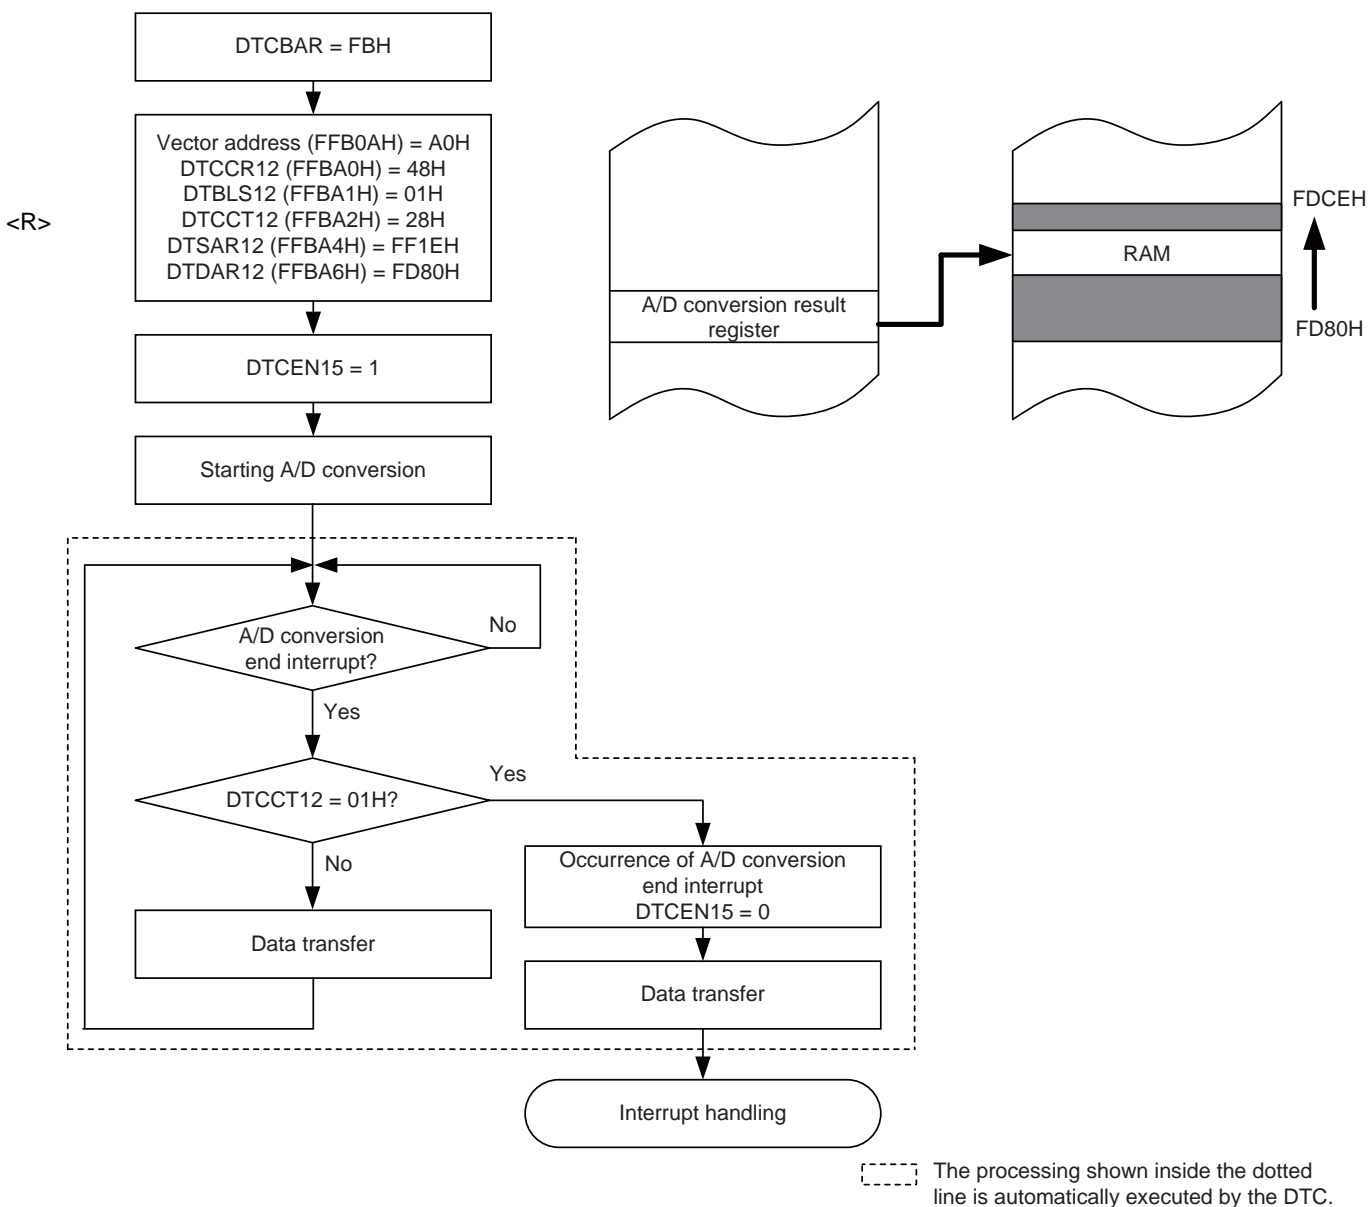 DTCBAR = FBH
Vector address (FFB0AH) = A0H
DTCCR12 (FFBA0H) = 48H
DTBLS12 (FFBA1H) = 01H
DTCCT12 (FFBA2H) = 28H
DTSAR12 (FFBA4H) = FF1EH
DTDAR12 (FFBA6H) = FD80H
<R>
DTCEN15 = 1
Starting A/D conversion
A/D conversion
end interrupt?
No
Yes
DTCCT12 = 01H?
Yes
No
Data transfer
Occurrence of A/D conversion
end interrupt
DTCEN15 = 0
Data transfer
Interrupt handling
A/D conversion result
register
RAM
FDCEH
FD80H
The processing shown inside the dotted
line is automatically executed by the DTC.